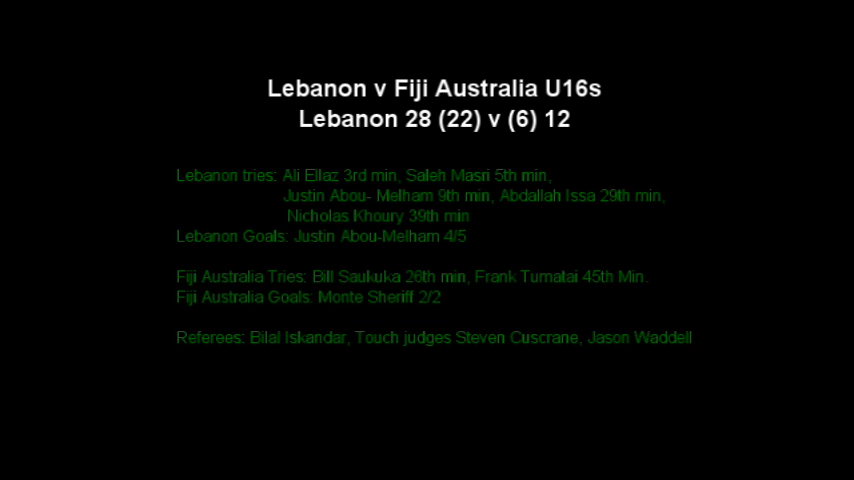 Lebanon v Fiji Australia U16s
Lebanon 28 (22) v (6) 12
Lebanon tries: Ali Ellaz 3rd min, Saleh Masri 5th min,
Justin Abou- Melham 9th min, Abdallah Issa 29th min,
Nicholas Khoury 39th min
Lebanon Goals: Justin Abou-Melham 4/5
Fiji Australia Tries: Bill Saukuka 26th min, Frank Tumatai 45th Min.
Fiji Australia Goals: Monte Sheriff 2/2
Referees: Bilal Iskandar, Touch judges Steven Cuscrane, Jason Waddell